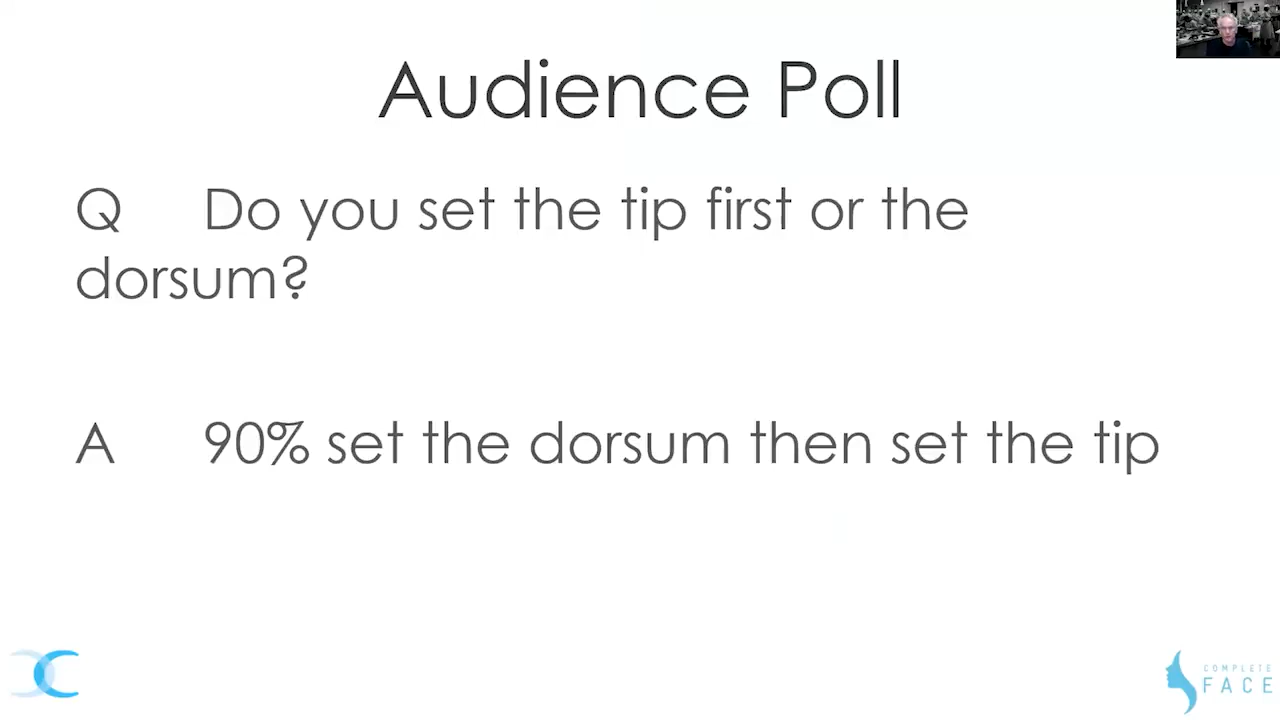 Audience Poll
Q Do you set the tip first or the
dorsum?
A 90% set the dorsum then set the tip
COMPLETE
FACE